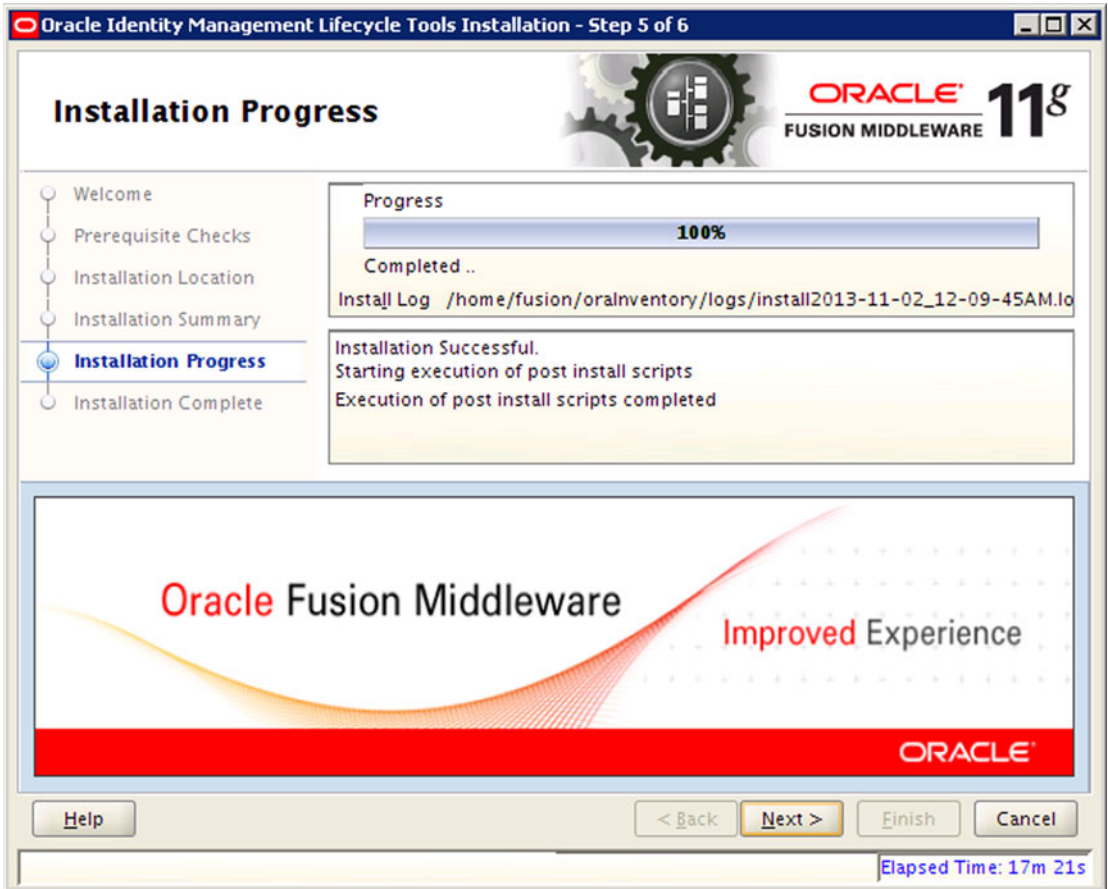 Oracle Identity Management Lifecycle Tools Installation - Step 5 of 6
Installation Progress
ORACLE®
FUSION MIDDLEWARE 11g
Welcome
Prerequisite Checks
Installation Location
Installation Summary
Installation Progress
Installation Complete
Progress
100%
Completed ..
Install Log /home/fusion/oraInventory/logs/install2013-11-02_12-09-45AM.lo
Installation Successful.
Starting execution of post install scripts
Execution of post install scripts completed
Oracle Fusion Middleware
Improved Experience
ORACLE®
Help
< Back
Next >
Finish
Cancel
Elapsed Time: 17m 21s